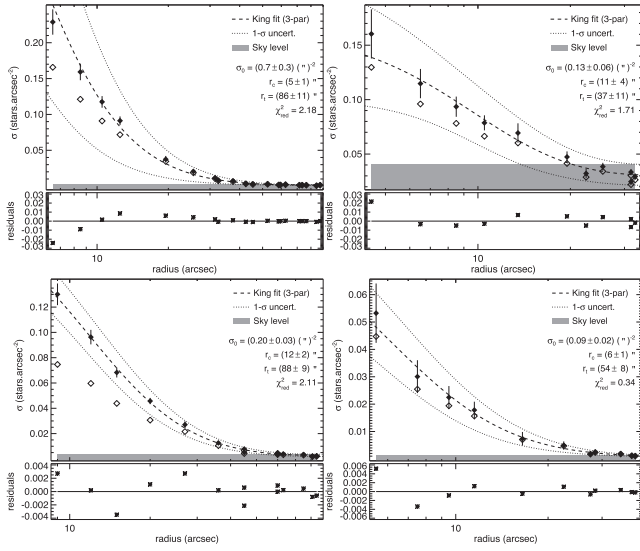 King fit (3-par)
1-σ uncert.
Sky level
σ0 = (0.7±0.3) (")-2
rc = (5±1) "
rt = (86±11) "
χ2red = 2.18
σ (stars.arcsec-2)
0.20
0.15
0.10
0.05
residuals
0.03
0.02
0.01
0.00
-0.01
-0.02
-0.03
10
radius (arcsec)
King fit (3-par)
1-σ uncert.
Sky level
σ0 = (0.13±0.06) (")-2
rc = (11± 4) "
rt = (37±11) "
χ2red = 1.71
σ (stars.arcsec-2)
0.15
0.10
0.05
residuals
0.03
0.02
0.01
0.00
-0.01
-0.02
-0.03
10
radius (arcsec)
King fit (3-par)
1-σ uncert.
Sky level
σ0 = (0.20±0.03) (")-2
rc = (12±2) "
rt = (88± 9) "
χ2red = 2.11
σ (stars.arcsec-2)
0.12
0.10
0.08
0.06
0.04
0.02
residuals
0.004
0.002
0.000
-0.002
-0.004
10
radius (arcsec)
King fit (3-par)
1-σ uncert.
Sky level
σ0 = (0.09±0.02) (")-2
rc = (6±1) "
rt = (54± 8) "
χ2red = 0.34
σ (stars.arcsec-2)
0.06
0.05
0.04
0.03
0.02
0.01
residuals
0.006
0.004
0.002
0.000
-0.002
-0.004
-0.006
10
radius (arcsec)